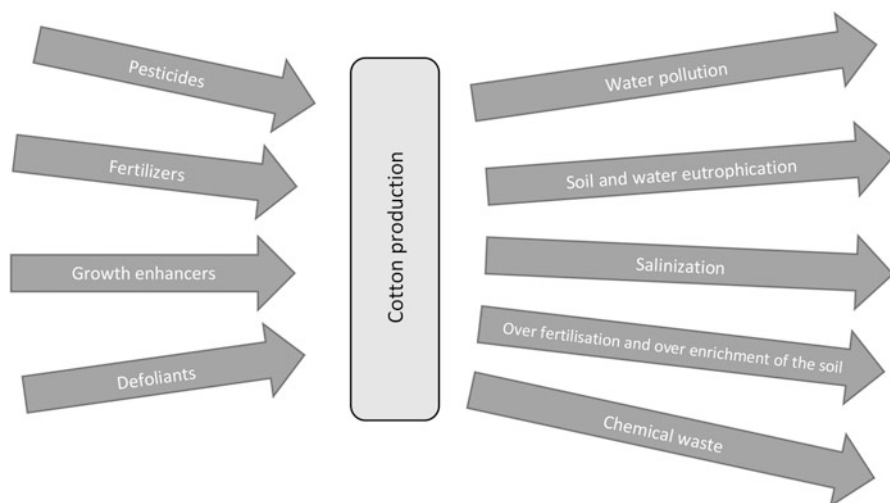 Pesticides
Fertilizers
Growth enhancers
Defoliants
Cotton production
Water pollution
Soil and water eutrophication
Salinization
Over fertilisation and over enrichment of the soil
Chemical waste